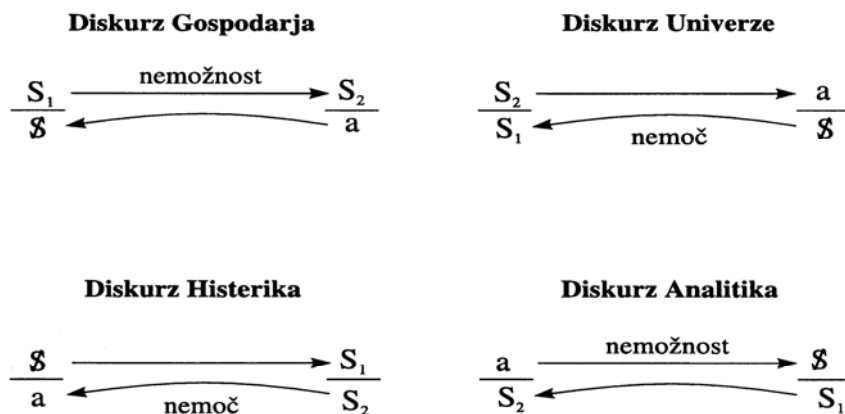 Diskurz Gospodarja
nemožnost
S₁ S₂
$ a
Diskurz Univerze
S₂ a
S₁ nemoč $
Diskurz Histerika
$ S₁
a nemoč S₂
Diskurz Analitika
nemožnost
a $
S₂ S₁